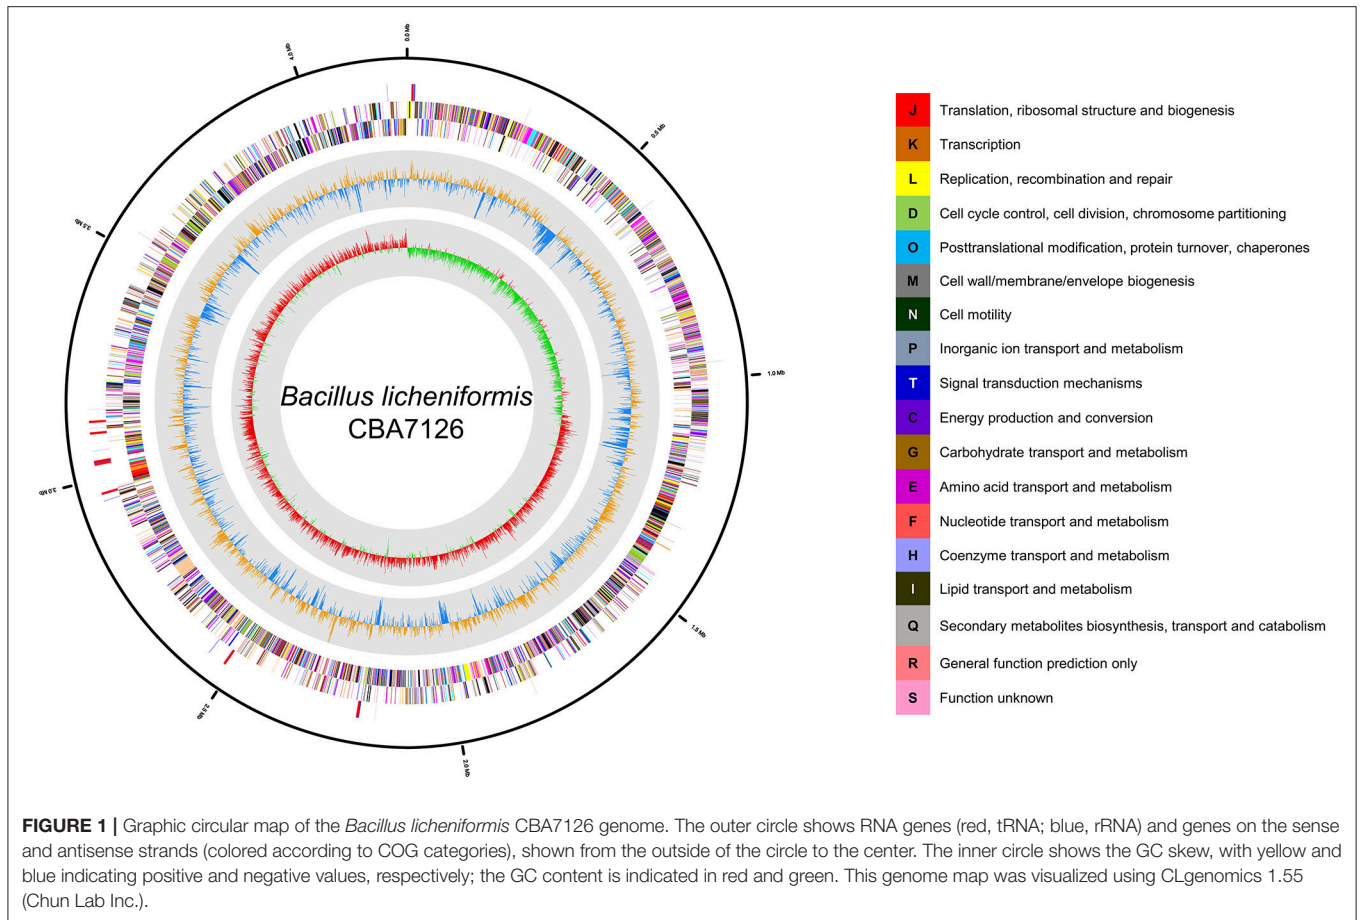 0.0 Mb
0.5 Mb
1.0 Mb
1.5 Mb
2.0 Mb
2.5 Mb
3.0 Mb
3.5 Mb
4.0 Mb
Bacillus licheniformis
CBA7126
J Translation, ribosomal structure and biogenesis
K Transcription
L Replication, recombination and repair
D Cell cycle control, cell division, chromosome partitioning
O Posttranslational modification, protein turnover, chaperones
M Cell wall/membrane/envelope biogenesis
N Cell motility
P Inorganic ion transport and metabolism
T Signal transduction mechanisms
C Energy production and conversion
G Carbohydrate transport and metabolism
E Amino acid transport and metabolism
F Nucleotide transport and metabolism
H Coenzyme transport and metabolism
I Lipid transport and metabolism
Q Secondary metabolites biosynthesis, transport and catabolism
R General function prediction only
S Function unknown
FIGURE 1 | Graphic circular map of the Bacillus licheniformis CBA7126 genome. The outer circle shows RNA genes (red, tRNA; blue, rRNA) and genes on the sense
and antisense strands (colored according to COG categories), shown from the outside of the circle to the center. The inner circle shows the GC skew, with yellow and
blue indicating positive and negative values, respectively; the GC content is indicated in red and green. This genome map was visualized using CLgenomics 1.55
(Chun Lab Inc.).